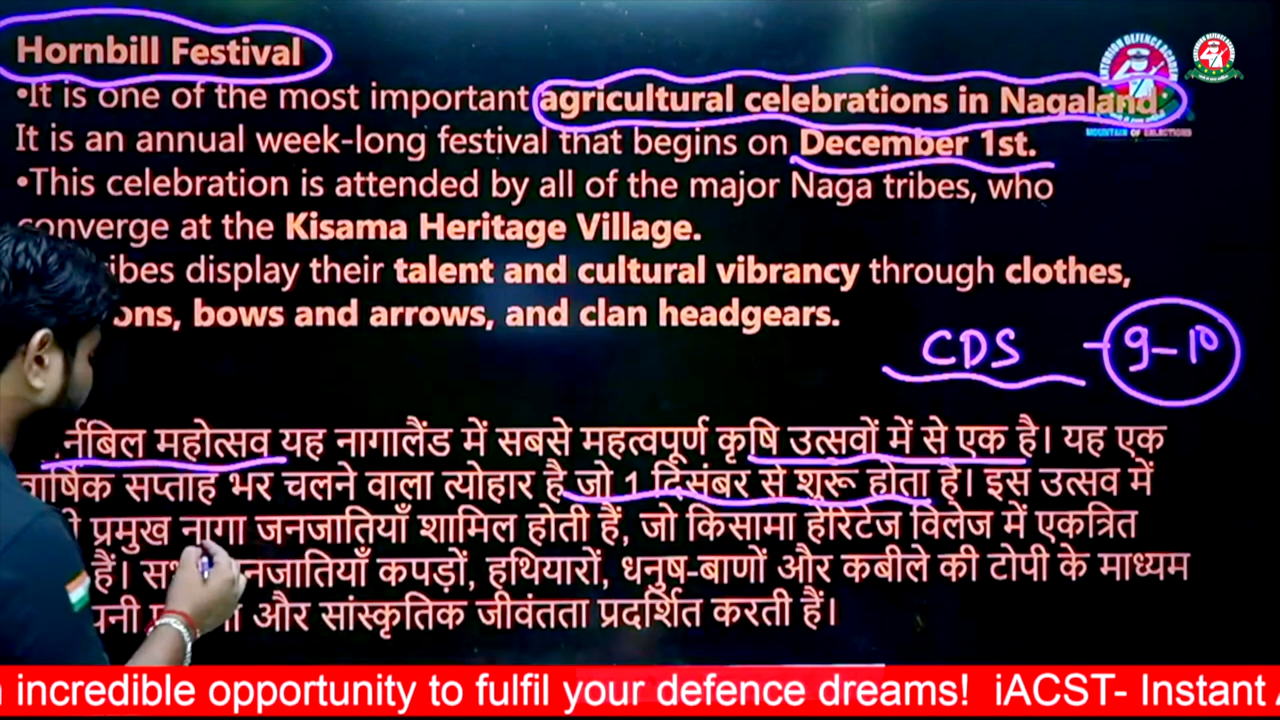 Hornbill Festival
•It is one of the most important agricultural celebrations in Nagaland.
It is an annual week-long festival that begins on December 1st.
•This celebration is attended by all of the major Naga tribes, who
converge at the Kisama Heritage Village.
display their talent and cultural vibrancy through clothes,
bows and arrows, and clan headgears.
CDS - 9-10
महोत्सव यह नागालैंड में सबसे महत्वपूर्ण कृषि उत्सवों में से एक है। यह एक
वार्षिक सप्ताह भर चलने वाला त्योहार है जो 1 दिसंबर से शुरू होता है। इस उत्सव में
प्रमुख नागा जनजातियाँ शामिल होती हैं, जो किसामा हेरिटेज विलेज में एकत्रित
हैं। कपड़ों, हथियारों, धनुष-बाणों और कबीले की टोपी के माध्यम
और सांस्कृतिक जीवंतता प्रदर्शित करती हैं।
MOUNTAIN OF SELECTIONS
incredible opportunity to fulfil your defence dreams! iACST- Instant